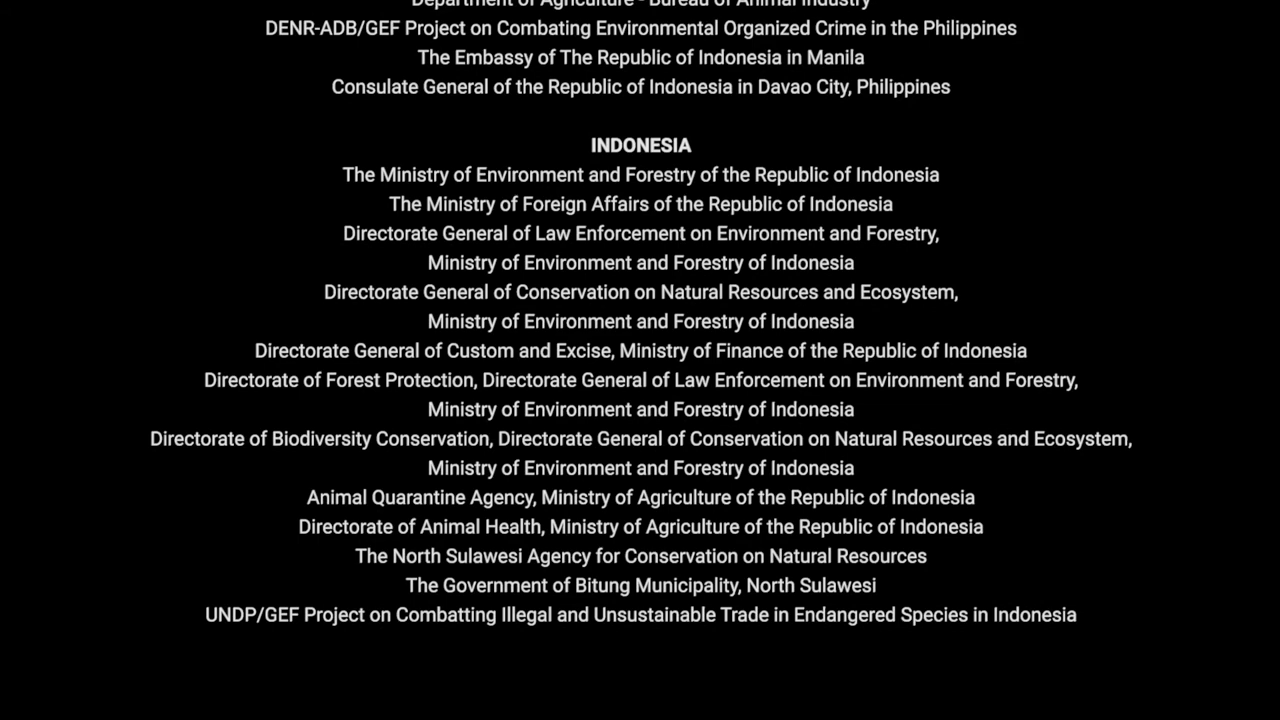 Department of Agriculture - Bureau of Animal Industry
DENR-ADB/GEF Project on Combating Environmental Organized Crime in the Philippines
The Embassy of The Republic of Indonesia in Manila
Consulate General of the Republic of Indonesia in Davao City, Philippines
INDONESIA
The Ministry of Environment and Forestry of the Republic of Indonesia
The Ministry of Foreign Affairs of the Republic of Indonesia
Directorate General of Law Enforcement on Environment and Forestry,
Ministry of Environment and Forestry of Indonesia
Directorate General of Conservation on Natural Resources and Ecosystem,
Ministry of Environment and Forestry of Indonesia
Directorate General of Custom and Excise, Ministry of Finance of the Republic of Indonesia
Directorate of Forest Protection, Directorate General of Law Enforcement on Environment and Forestry,
Ministry of Environment and Forestry of Indonesia
Directorate of Biodiversity Conservation, Directorate General of Conservation on Natural Resources and Ecosystem,
Ministry of Environment and Forestry of Indonesia
Animal Quarantine Agency, Ministry of Agriculture of the Republic of Indonesia
Directorate of Animal Health, Ministry of Agriculture of the Republic of Indonesia
The North Sulawesi Agency for Conservation on Natural Resources
The Government of Bitung Municipality, North Sulawesi
UNDP/GEF Project on Combatting Illegal and Unsustainable Trade in Endangered Species in Indonesia